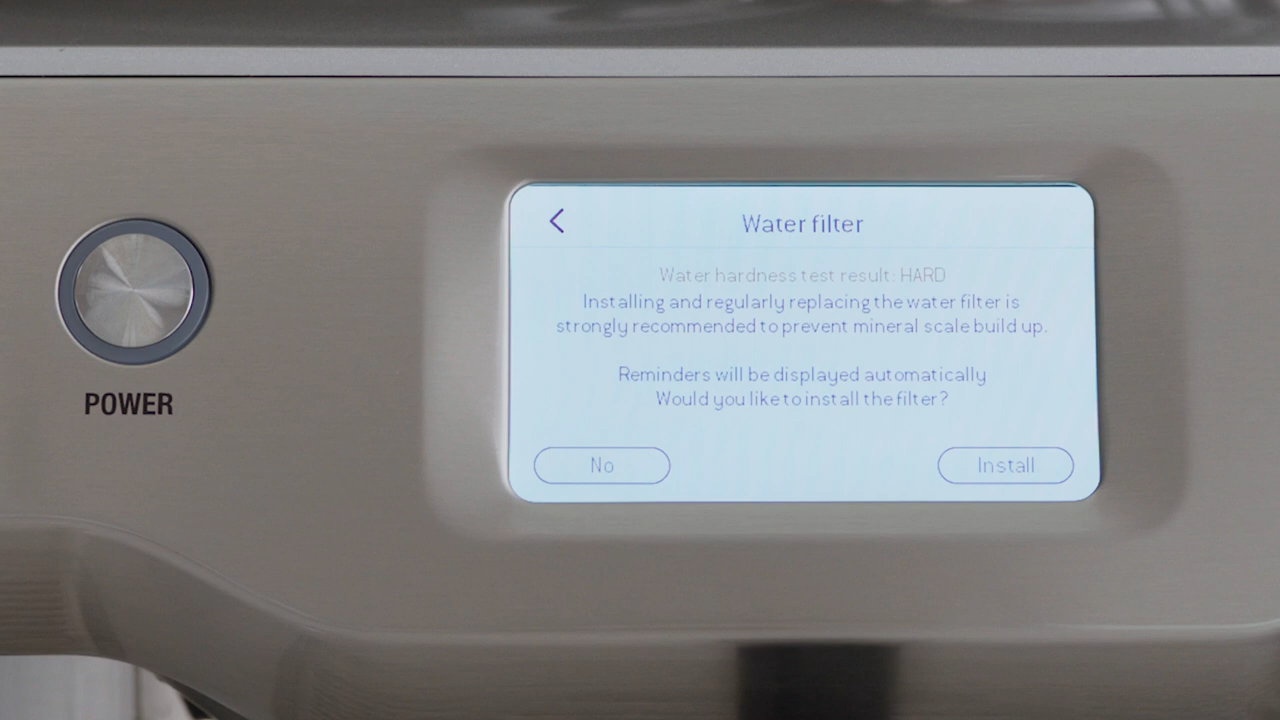 Water filter
Water hardness test result: HARD
Installing and regularly replacing the water filter is
strongly recommended to prevent mineral scale build up.
Reminders will be displayed automatically
Would you like to install the filter?
No
Install
POWER